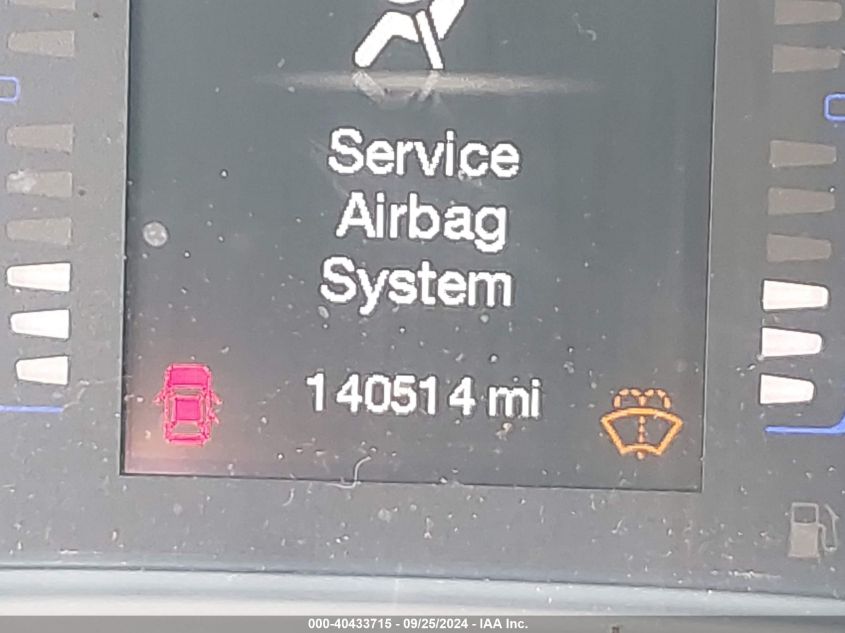 Service
Airbag
System
140514 mi
000-40433715 - 09/25/2024 - IAA Inc.